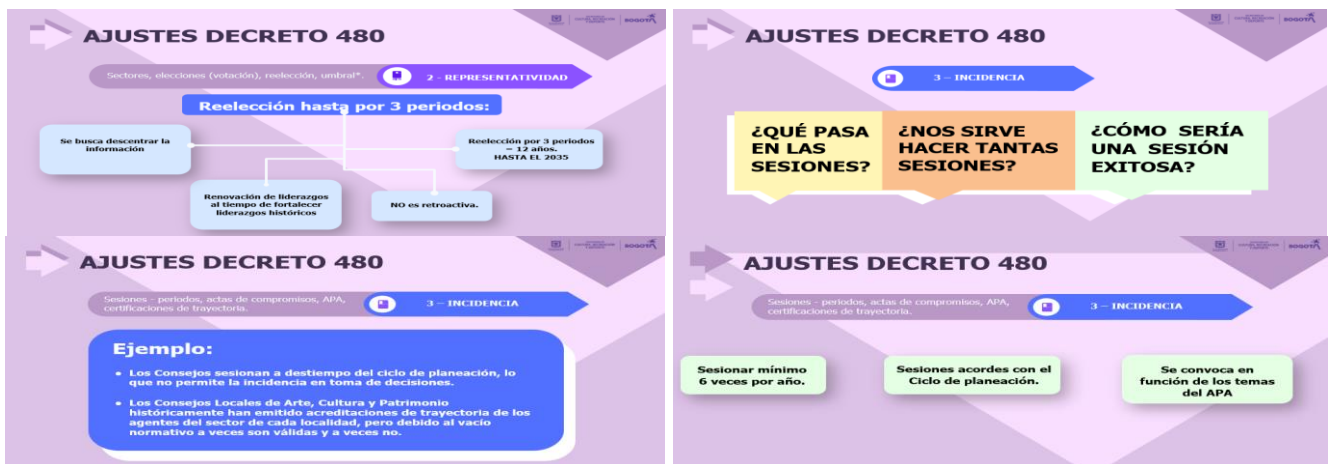 AJUSTES DECRETO 480
Sectores, elecciones (votación), reelección, umbral*.
2 - REPRESENTATIVIDAD
Reelección hasta por 3 periodos:
Se busca descentrar la
información
Reelección por 3 periodos
= 12 años.
HASTA EL 2035
Renovación de liderazgos
al tiempo de fortalecer
liderazgos históricos
NO es retroactiva.
BOGOTÁ
AJUSTES DECRETO 480
3 – INCIDENCIA
¿QUÉ PASA
EN LAS
SESIONES?
¿NOS SIRVE
HACER TANTAS
SESIONES?
¿CÓMO SERÍA
UNA SESIÓN
EXITOSA?
BOGOTÁ
AJUSTES DECRETO 480
Sesiones - periodos, actas de compromisos, APA,
certificaciones de trayectoria.
3 – INCIDENCIA
Ejemplo:
• Los Consejos sesionan a destiempo del ciclo de planeación, lo
que no permite la incidencia en toma de decisiones.
• Los Consejos Locales de Arte, Cultura y Patrimonio
históricamente han emitido acreditaciones de trayectoria de los
agentes del sector de cada localidad, pero debido al vacío
normativo a veces son válidas y a veces no.
BOGOTÁ
AJUSTES DECRETO 480
Sesiones - periodos, actas de compromisos, APA,
certificaciones de trayectoria.
3 – INCIDENCIA
Sesionar mínimo
6 veces por año.
Sesiones acordes con el
Ciclo de planeación.
Se convoca en
función de los temas
del APA
BOGOTÁ